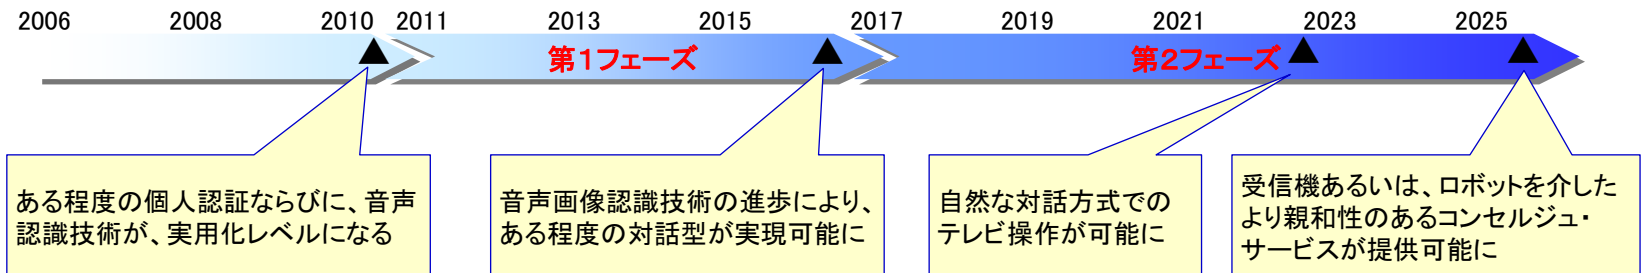 2006 2008 2010 2011 2013 2015 2017 2019 2021 2023 2025
第1フェーズ 第2フェーズ
ある程度の個人認証ならびに、音声
認識技術が、実用化レベルになる
音声画像認識技術の進歩により、
ある程度の対話型が実現可能に
自然な対話方式での
テレビ操作が可能に
受信機あるいは、ロボットを介した
より親和性のあるコンセルジュ・
サービスが提供可能に